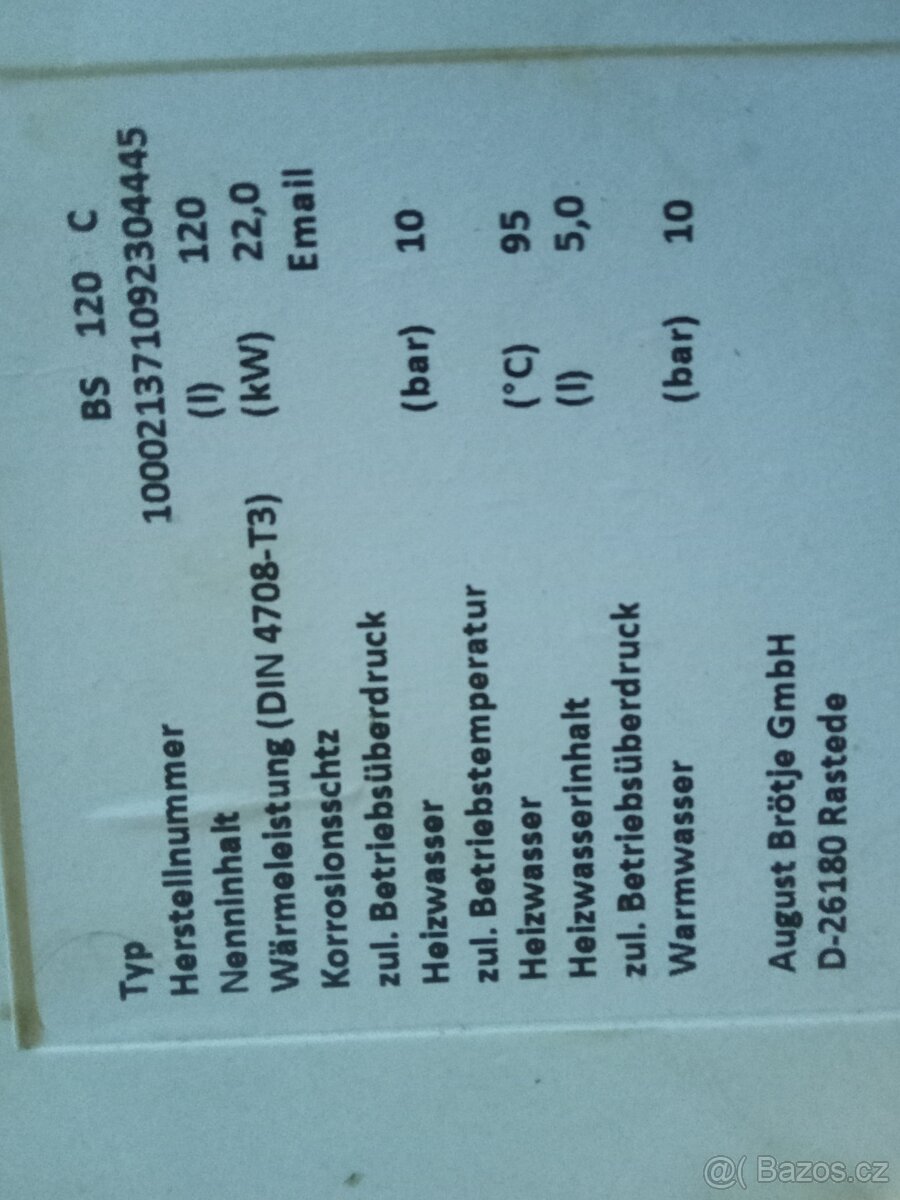 Typ BS 120 C
Herstellnummer 100021371092304445
Nenninhalt (l) 120
Wärmeleistung (DIN 4708-T3) (kW) 22,0
Korrosionsschtz Email
zul. Betriebsüberdruck
Heizwasser (bar) 10
zul. Betriebstemperatur
Heizwasser (°C) 95
Heizwasserinhalt (l) 5,0
zul. Betriebsüberdruck
Warmwasser (bar) 10
August Brötje GmbH
D-26180 Rastede
@( Bazos.cz